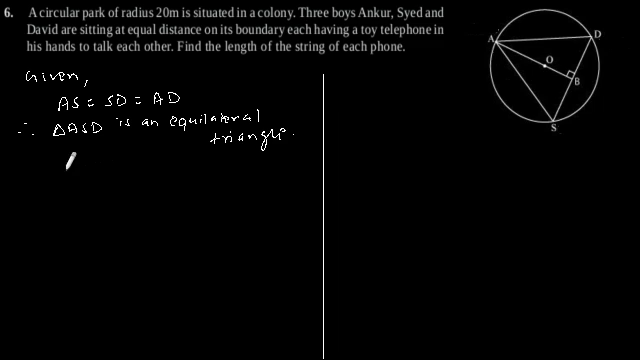 6. A circular park of radius 20m is situated in a colony. Three boys Ankur, Syed and
David are sitting at equal distance on its boundary each having a toy telephone in
his hands to talk each other. Find the length of the string of each phone.
A
D
O
B
S
Given,
AS = SD = AD
∴ △ASD is an equilateral
triangle.